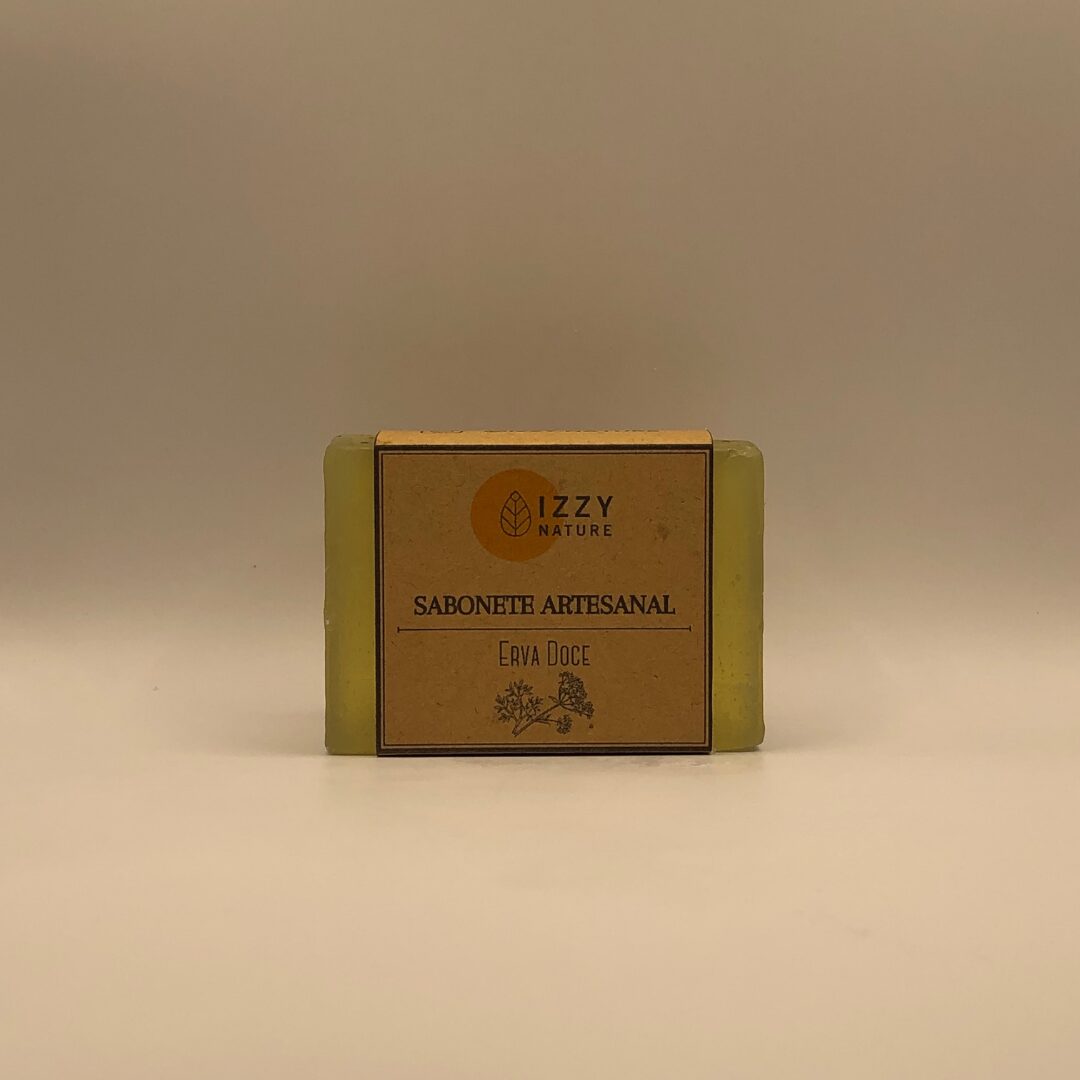 IZZY
NATURE
SABONETE ARTESANAL
ERVA DOCE